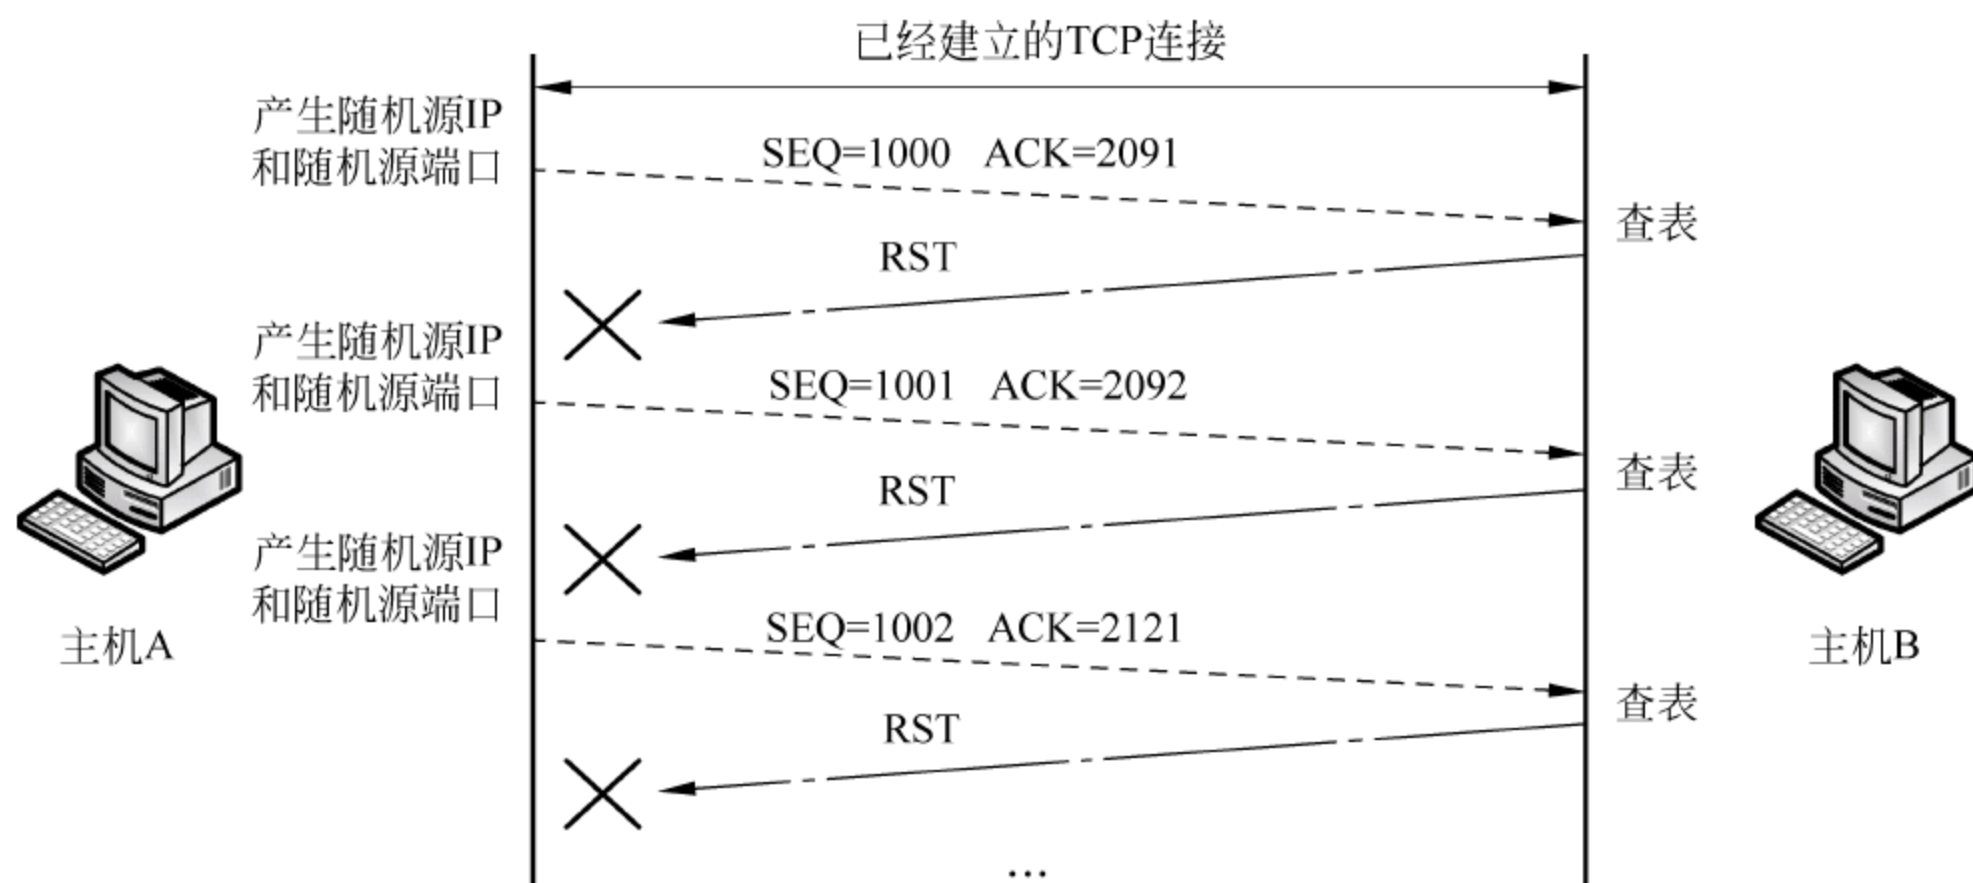 已经建立的TCP连接
产生随机源IP
和随机源端口
SEQ=1000 ACK=2091
查表
RST
产生随机源IP
和随机源端口
SEQ=1001 ACK=2092
查表
RST
产生随机源IP
和随机源端口
SEQ=1002 ACK=2121
主机A
主机B
查表
RST
...